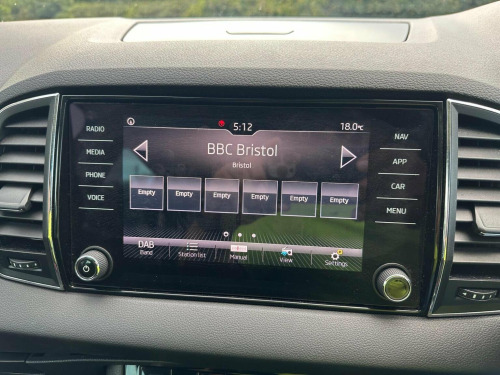 5:12
18.0°C
RADIO
MEDIA
PHONE
VOICE
BBC Bristol
Bristol
Empty Empty Empty Empty Empty Empty
DAB
Band
Station list
Manual
View
Settings
NAV
APP
CAR
MENU